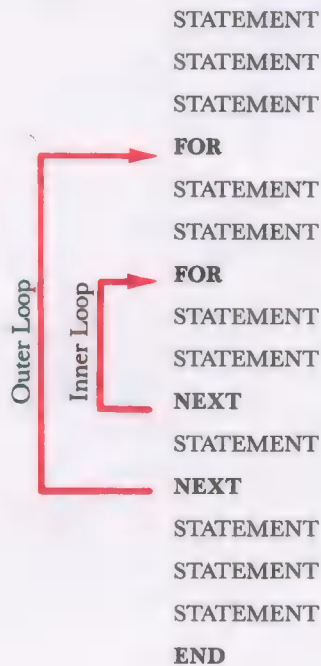 STATEMENT
STATEMENT
STATEMENT
FOR
STATEMENT
STATEMENT
FOR
STATEMENT
STATEMENT
NEXT
STATEMENT
NEXT
STATEMENT
STATEMENT
STATEMENT
END
Outer Loop
Inner Loop